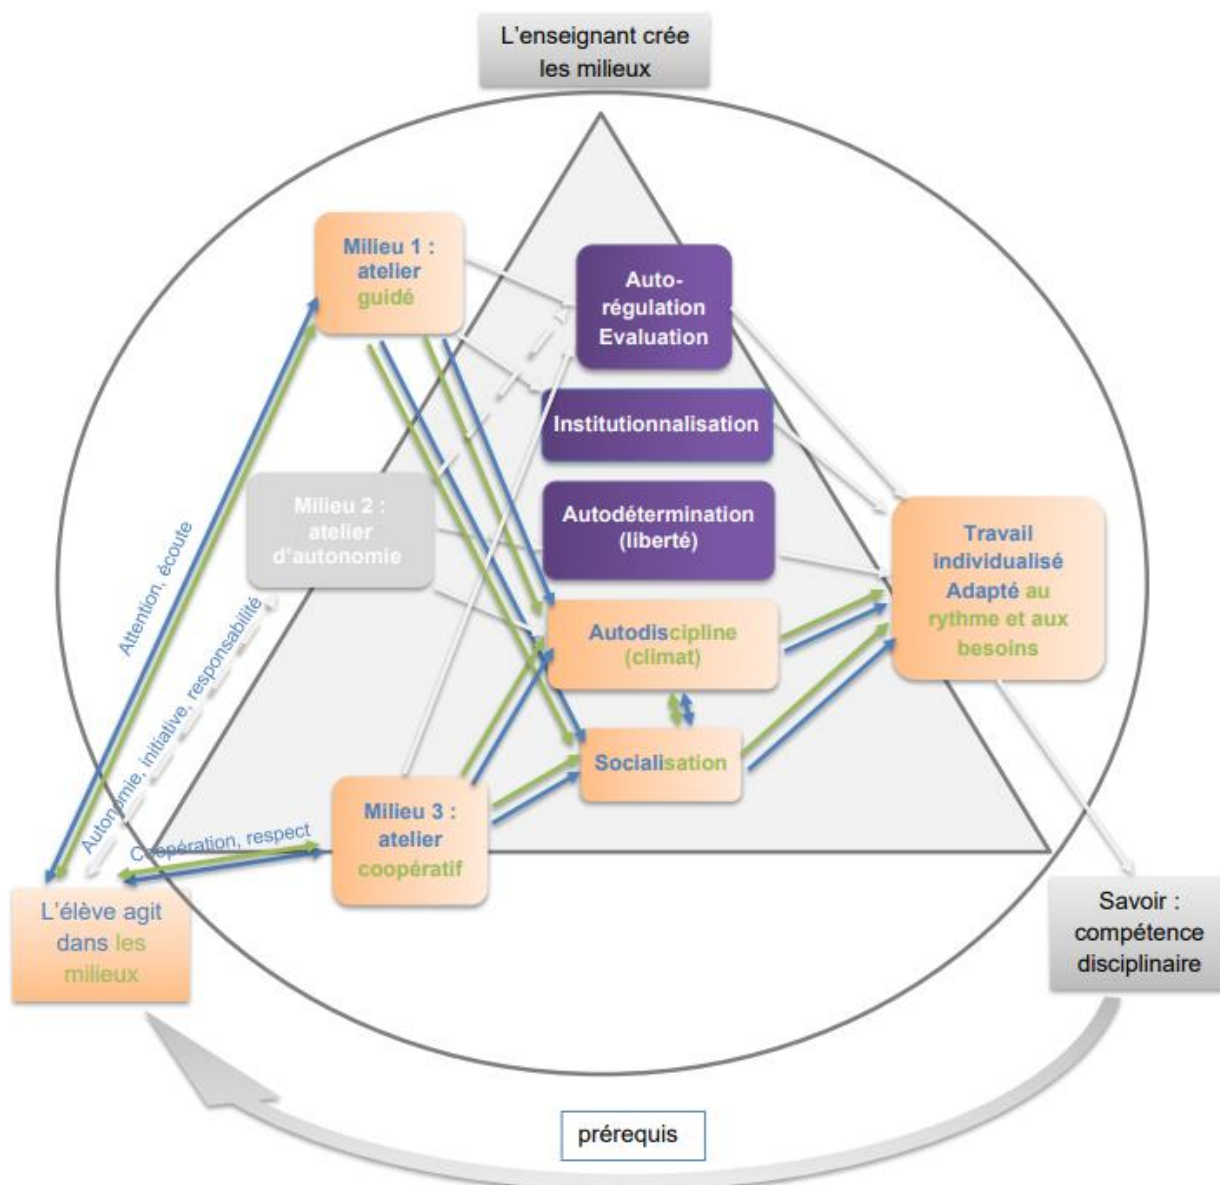 L'enseignant crée
les milieux
Milieu 1 :
atelier
guidé
Auto-
régulation
Evaluation
Institutionnalisation
Milieu 2 :
atelier
d'autonomie
Autodétermination
(liberté)
Travail
individualisé
Adapté au
rythme et aux
besoins
Attention, écoute
Autonomie, initiative, responsabilité
Autodiscipline
(climat)
Socialisation
Milieu 3 :
atelier
coopératif
Coopération, respect
L'élève agit
dans les
milieux
Savoir :
compétence
disciplinaire
prérequis